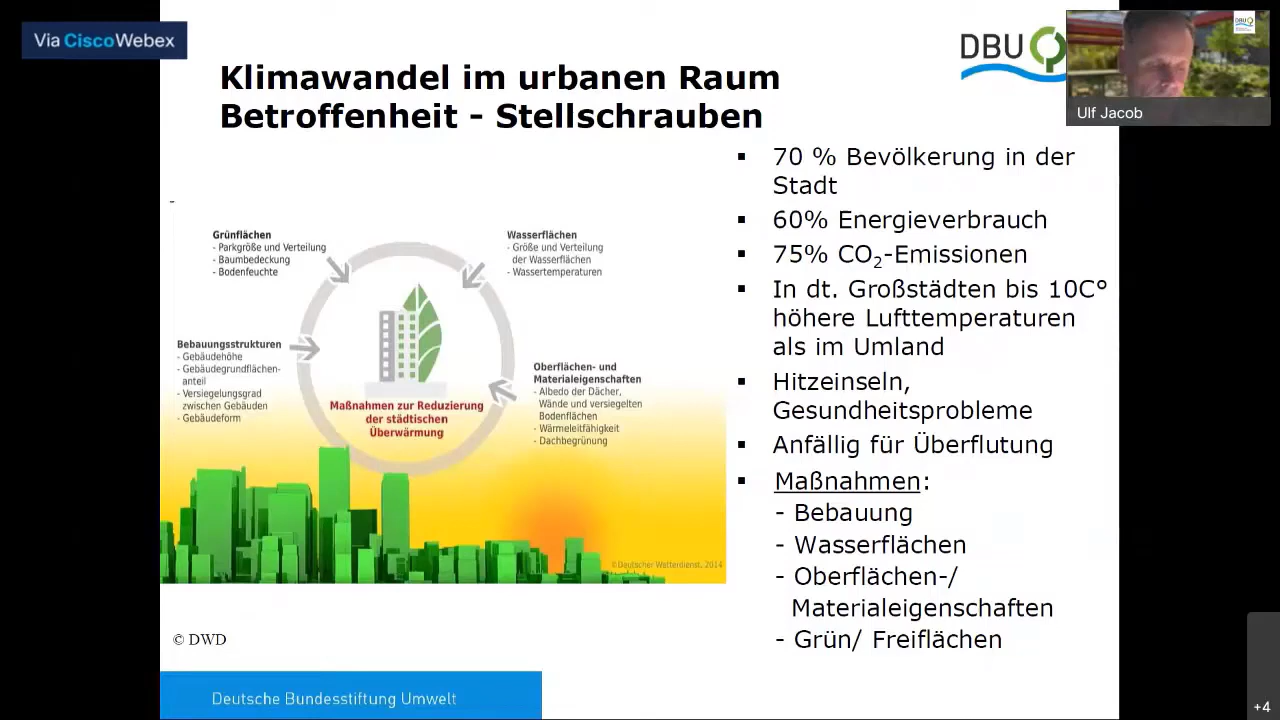 Via CiscoWebex
DBU
Ulf Jacob
Klimawandel im urbanen Raum
Betroffenheit - Stellschrauben
-
Grünflächen
- Parkgröße und Verteilung
- Baumbedeckung
- Bodenfeuchte
Wasserflächen
- Größe und Verteilung
der Wasserflächen
- Wassertemperaturen
Bebauungsstrukturen
- Gebäudehöhe
- Gebäudegrundflächen-
anteil
- Versiegelungsgrad
zwischen Gebäuden
- Gebäudeform
Oberflächen- und
Materialeigenschaften
- Albedo der Dächer,
Wände und versiegelten
Bodenflächen
- Wärmeleitfähigkeit
- Dachbegrünung
Maßnahmen zur Reduzierung
der städtischen
Überwärmung
©Deutscher Wetterdienst, 2014
© DWD
▪ 70 % Bevölkerung in der
Stadt
▪ 60% Energieverbrauch
▪ 75% CO₂-Emissionen
▪ In dt. Großstädten bis 10C°
höhere Lufttemperaturen
als im Umland
▪ Hitzeinseln,
Gesundheitsprobleme
▪ Anfällig für Überflutung
▪ Maßnahmen:
- Bebauung
- Wasserflächen
- Oberflächen-/
Materialeigenschaften
- Grün/ Freiflächen
Deutsche Bundesstiftung Umwelt
+4